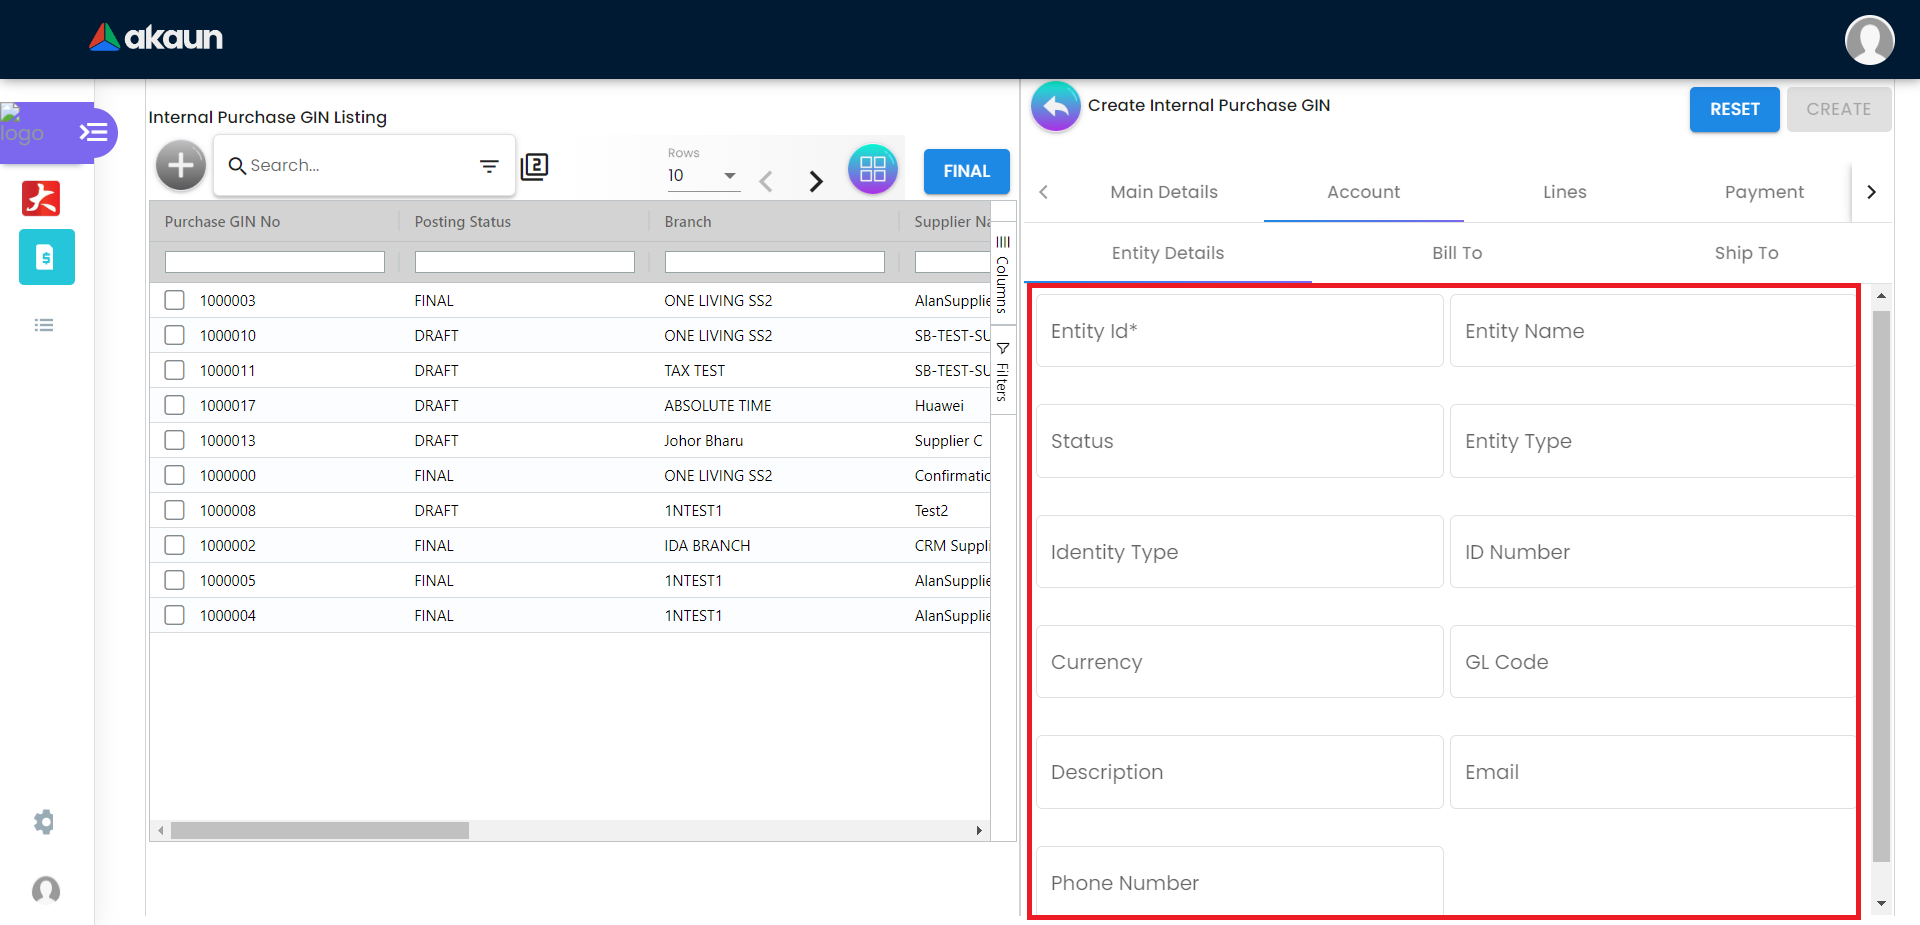 akaun
logo
Internal Purchase GIN Listing
Search...
2
Rows
10
FINAL
Purchase GIN No Posting Status Branch Supplier Na
1000003 FINAL ONE LIVING SS2 AlanSupplie
1000010 DRAFT ONE LIVING SS2 SB-TEST-SU
1000011 DRAFT TAX TEST SB-TEST-SU
1000017 DRAFT ABSOLUTE TIME Huawei
1000013 DRAFT Johor Bharu Supplier C
1000000 FINAL ONE LIVING SS2 Confirmatic
1000008 DRAFT 1NTEST1 Test2
1000002 FINAL IDA BRANCH CRM Suppli
1000005 FINAL 1NTEST1 AlanSupplie
1000004 FINAL 1NTEST1 AlanSupplie
Columns
Filters
Create Internal Purchase GIN
RESET CREATE
Main Details Account Lines Payment
Entity Details Bill To Ship To
Entity Id* Entity Name
Status Entity Type
Identity Type ID Number
Currency GL Code
Description Email
Phone Number